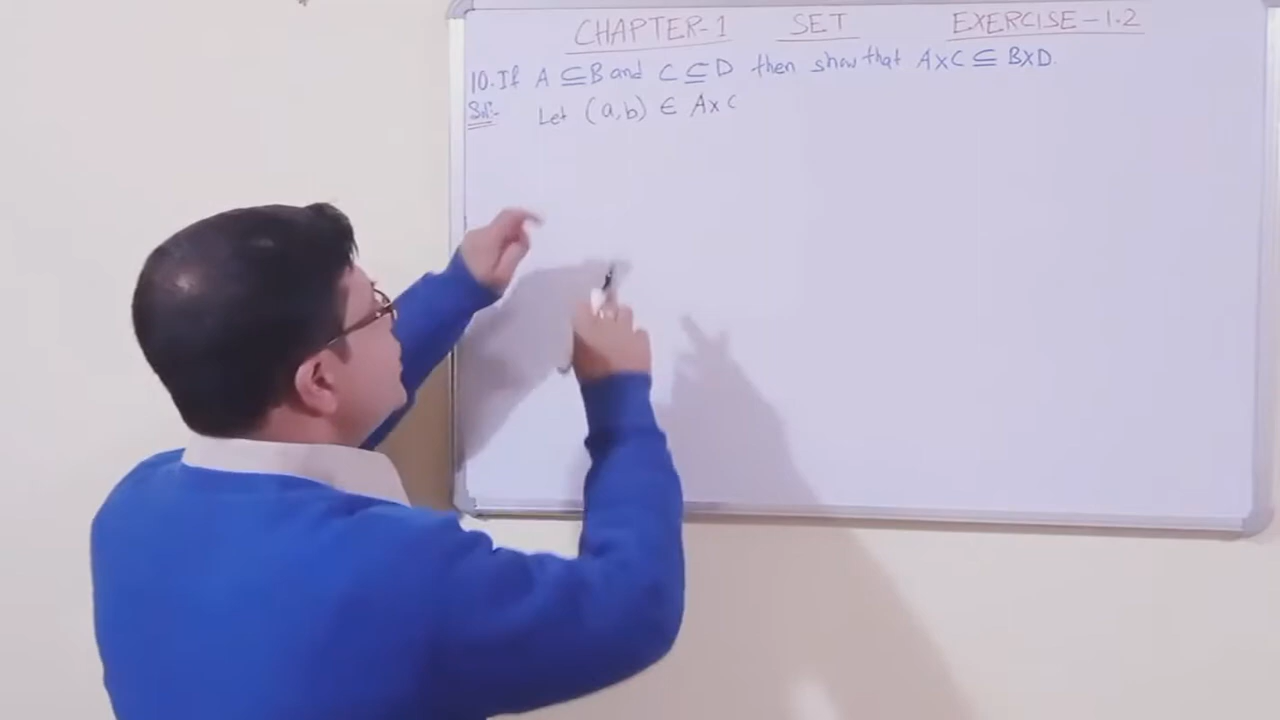 CHAPTER-1 SET EXERCISE-1.2
10. If A ⊆ B and C ⊆ D then show that A×C ⊆ B×D.
Sol:- Let (a,b) ∈ A×C